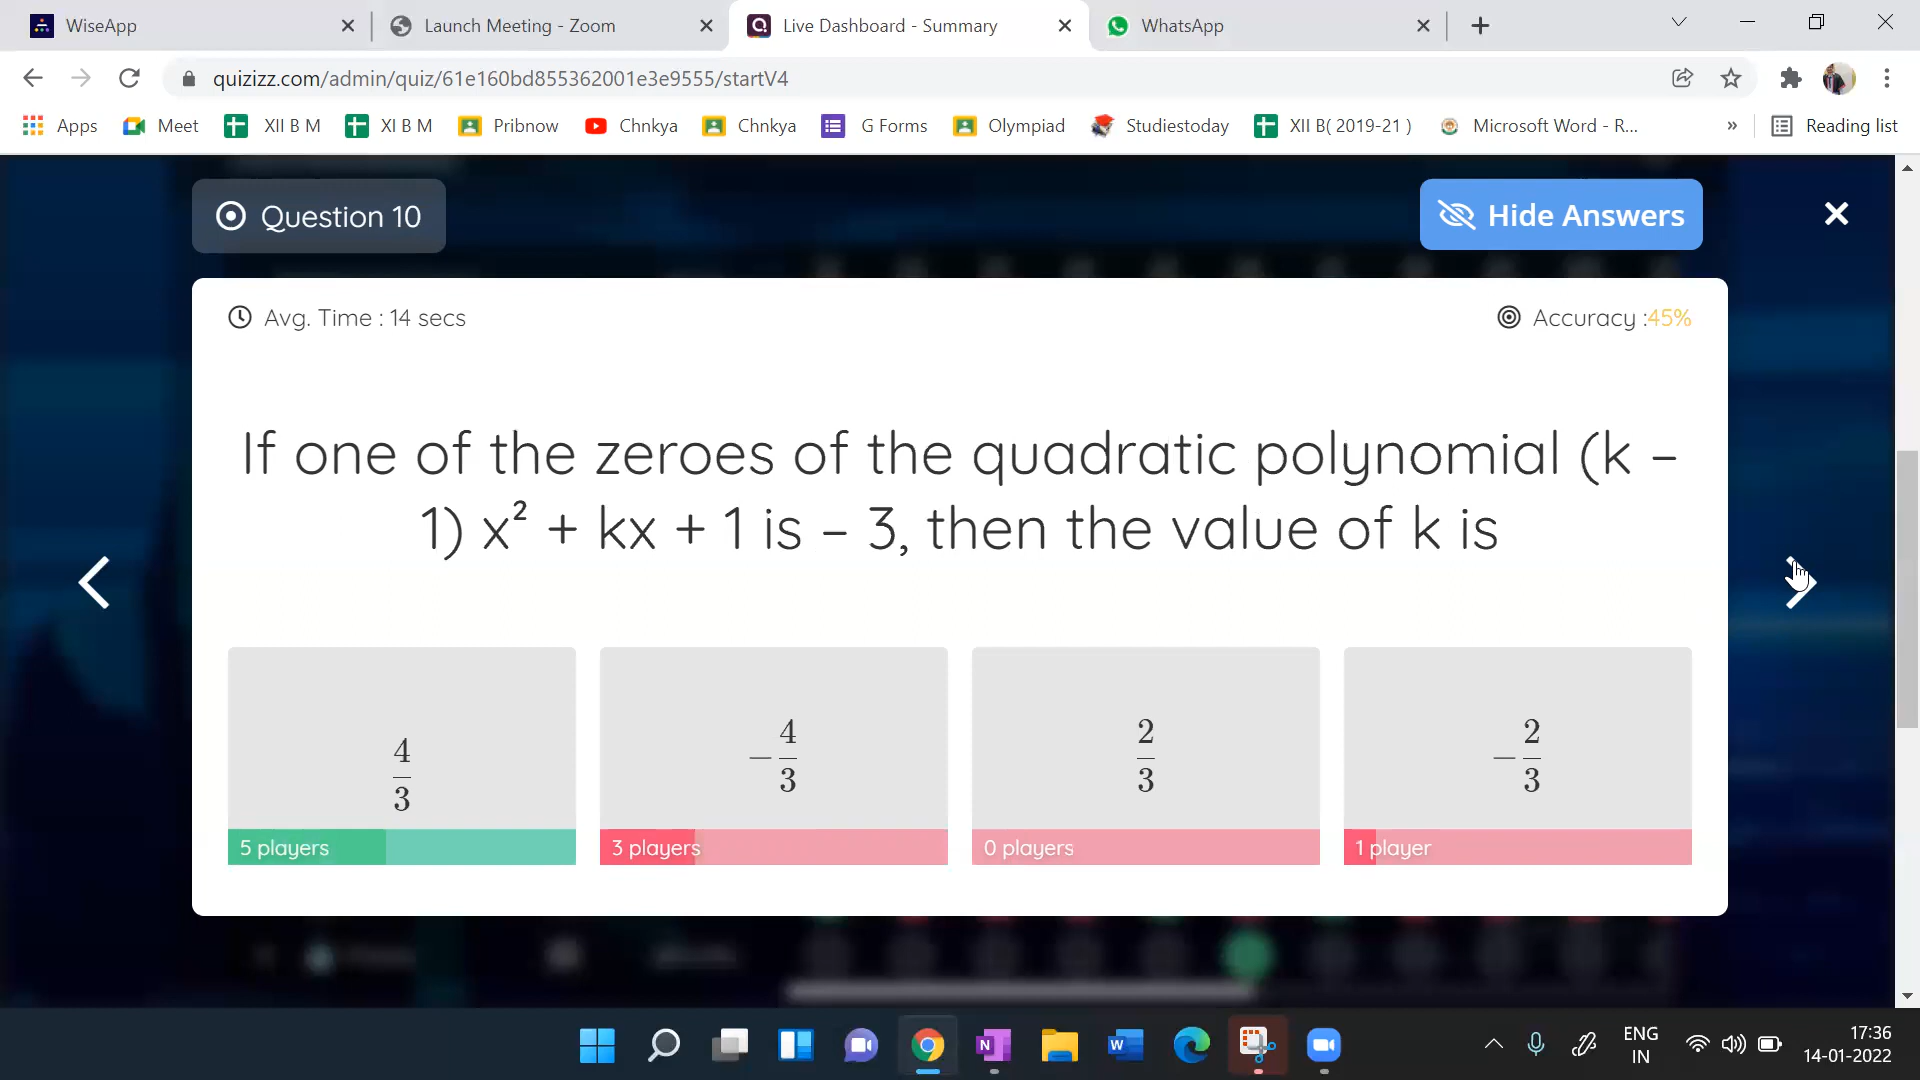 WiseApp
Launch Meeting - Zoom
Live Dashboard - Summary
WhatsApp
quizizz.com/admin/quiz/61e160bd855362001e3e9555/startV4
Apps
Meet
XII B M
XI B M
Pribnow
Chnkya
Chnkya
G Forms
Olympiad
Studiestoday
XII B( 2019-21 )
Microsoft Word - R...
»
Reading list
Question 10
Hide Answers
Avg. Time : 14 secs
Accuracy :45%
If one of the zeroes of the quadratic polynomial (k –
1) x² + kx + 1 is – 3, then the value of k is
4/3
-4/3
2/3
-2/3
5 players
3 players
0 players
1 player
ENG
IN
17:36
14-01-2022